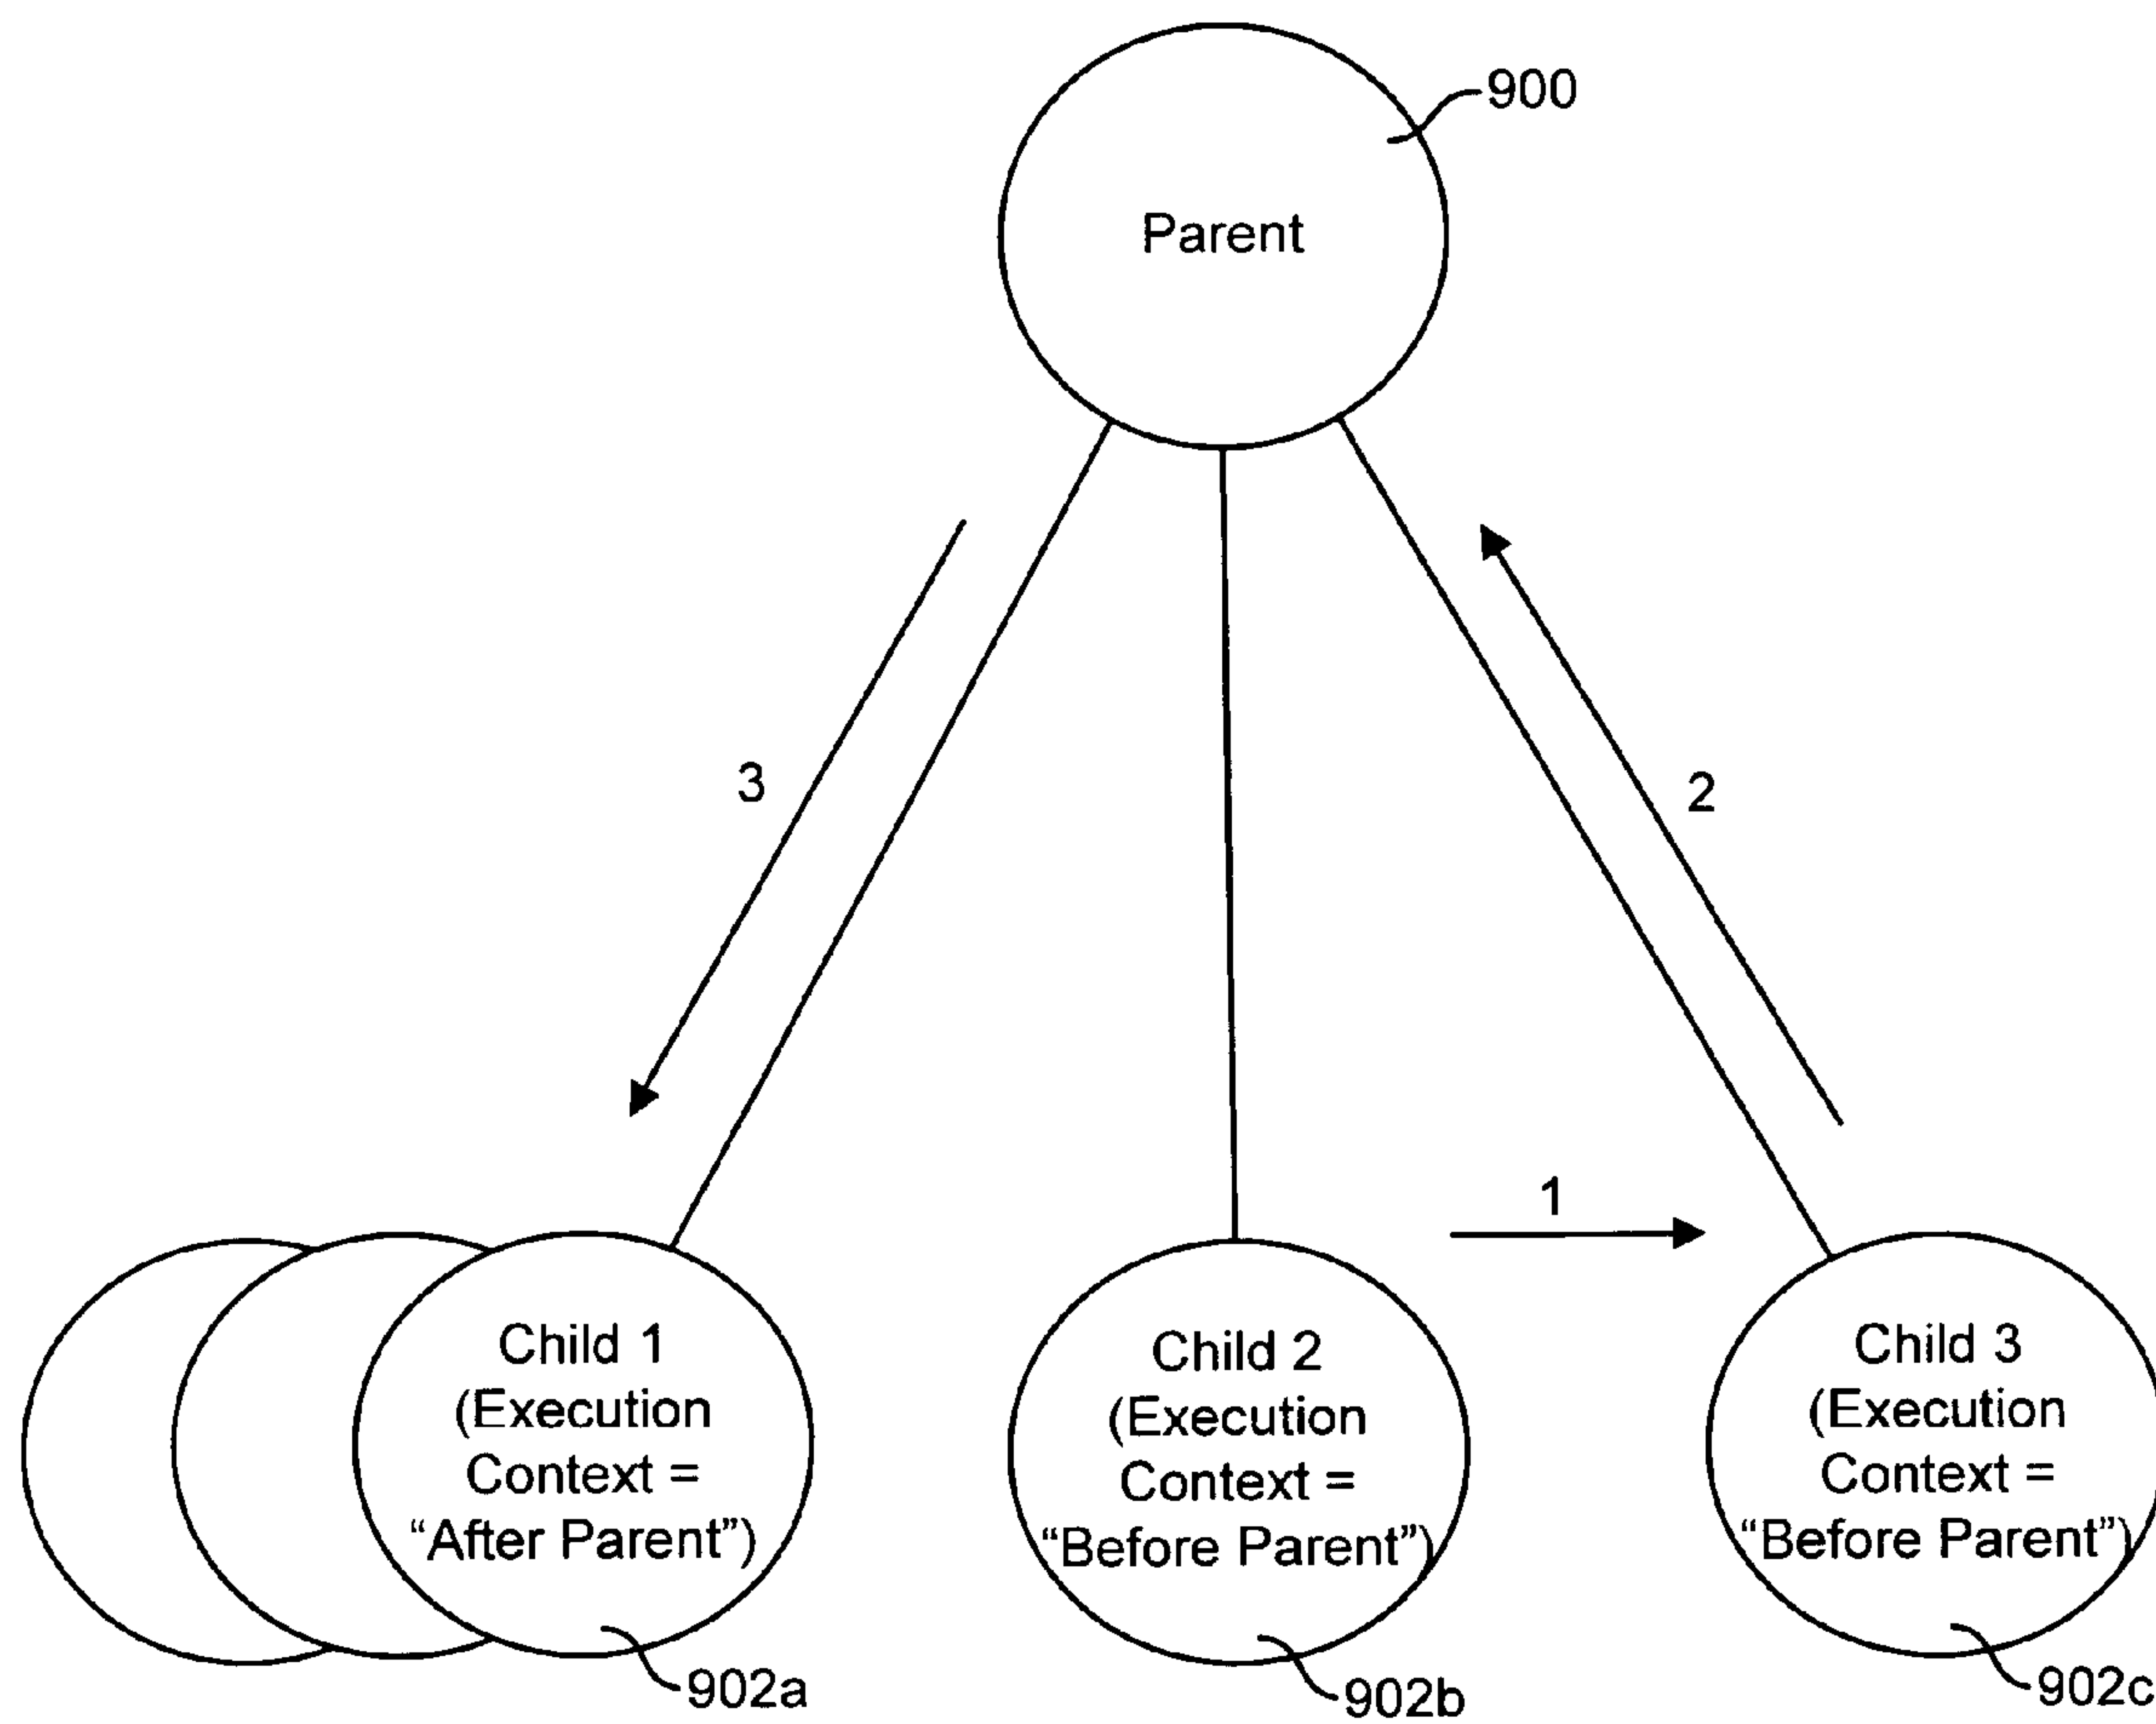 900
Parent
3
2
1
Child 1
(Execution
Context =
“After Parent”)
Child 2
(Execution
Context =
“Before Parent”)
Child 3
(Execution
Context =
“Before Parent”)
902a
902b
902c